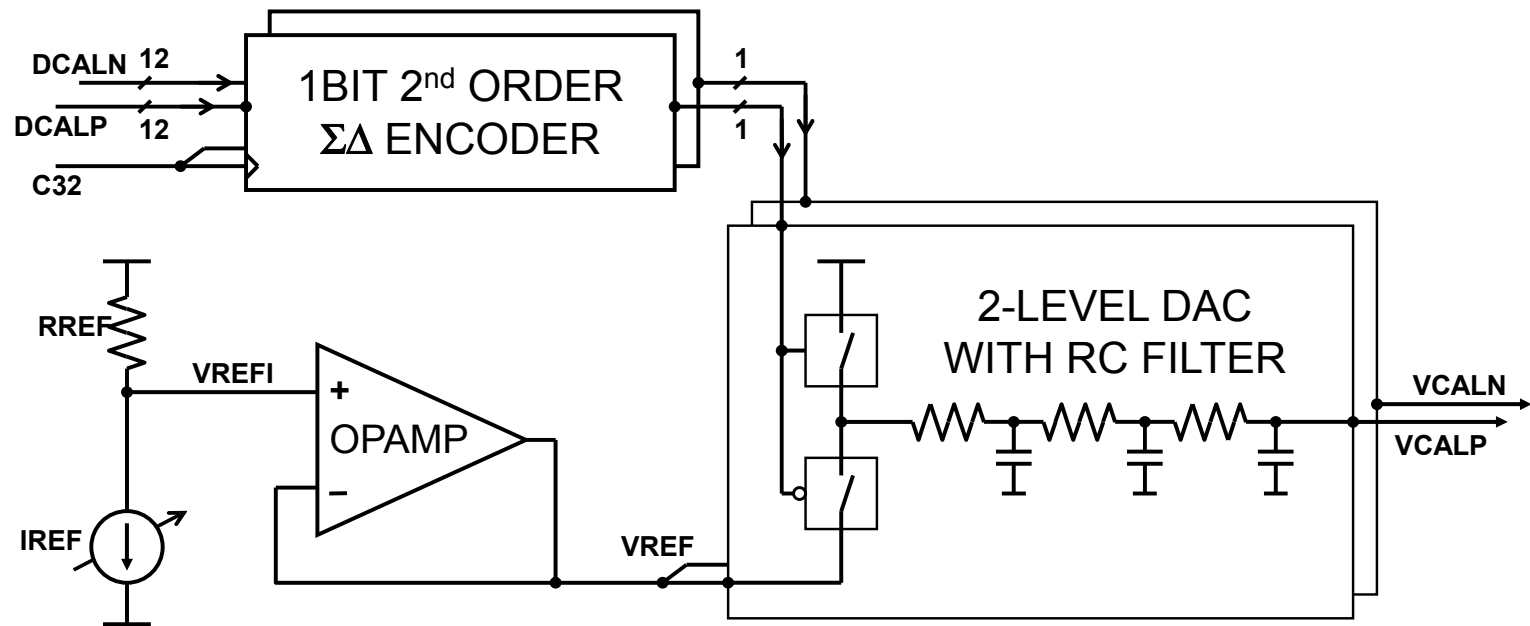 DCALN
12
DCALP
12
C32
1BIT 2nd ORDER
ΣΔ ENCODER
1
1
RREF
VREFI
+
OPAMP
−
IREF
VREF
2-LEVEL DAC
WITH RC FILTER
VCALN
VCALP